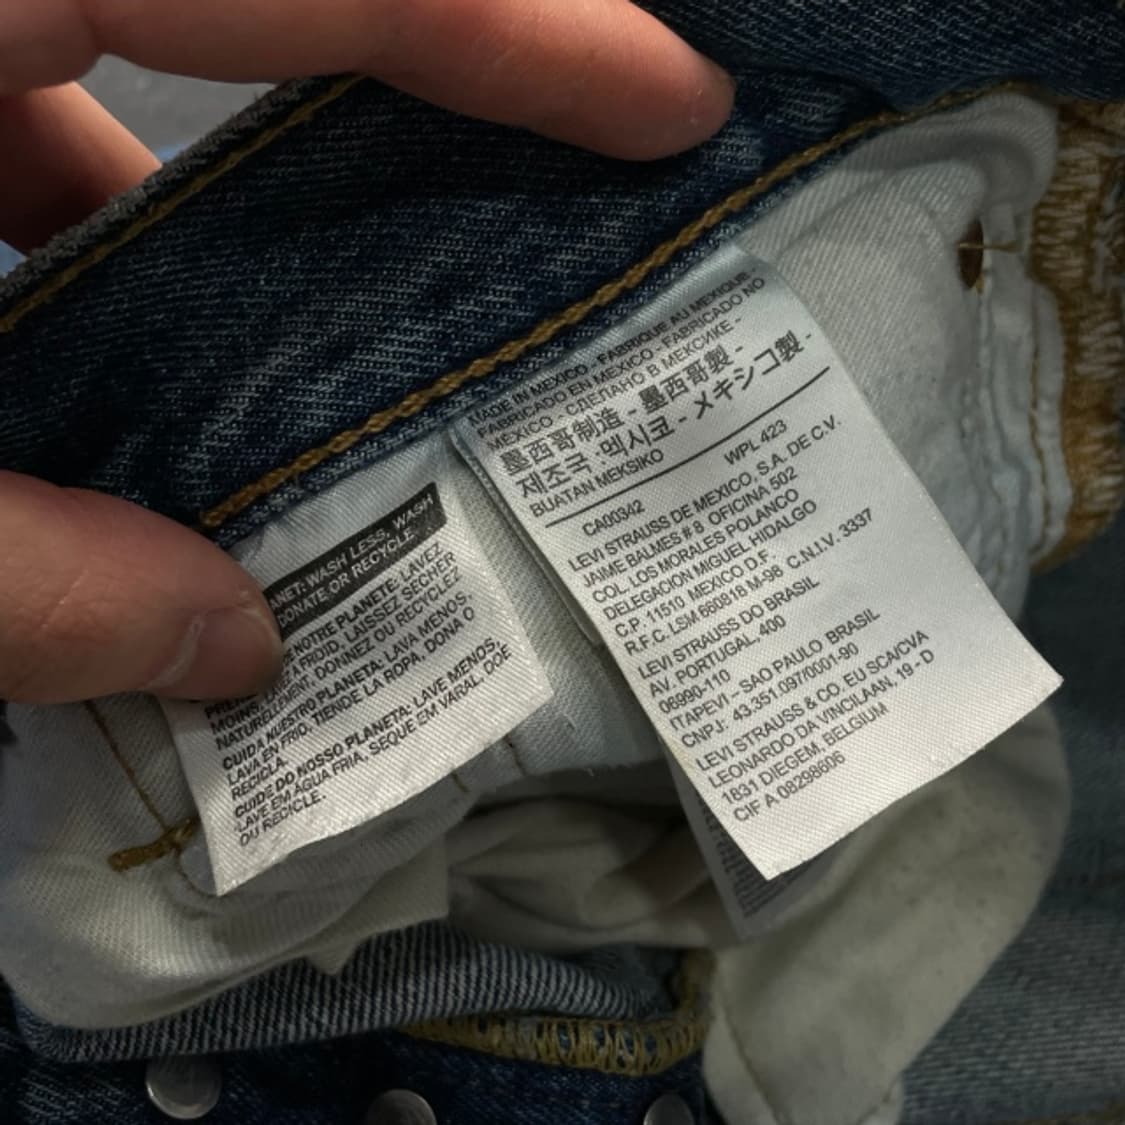 NET: WASH LESS, WASH
DONATE OR RECYCLE.
NOTRE PLANETE: LAVEZ
MOINS, FROID, LAISSEZ SÉCHER
NATURELLEMENT, DONNEZ OU RECYCLEZ
CUIDA NUESTRO PLANETA: LAVA MENOS,
LAVA EN FRIO, TIENDE LA ROPA, DONA O
RECICLA.
CUIDE DO NOSSO PLANETA: LAVE MENOS,
LAVE EM ÁGUA FRIA, SEQUE EM VARAL, DOE
OU RECICLE.
MADE IN MEXICO - FABRIQUE AU MEXIQUE -
FABRICADO EN MEXICO - FABRICADO NO
MEXICO - СДЕЛАНО В МЕКСИКЕ. -
墨西哥制造 - 墨西哥製 -
제조국 멕시코 - メキシコ製 -
BUATAN MEKSIKO
CA00342 WPL 423
LEVI STRAUSS DE MEXICO, S.A. DE C.V.
JAIME BALMES # 8 OFICINA 502
COL. LOS MORALES POLANCO
DELEGACION MIGUEL HIDALGO
C.P. 11510 MEXICO D.F.
R.F.C. LSM 660818 M-98 C.N.I.V. 3337
LEVI STRAUSS DO BRASIL
AV. PORTUGAL, 400
06690-110
ITAPEVI - SAO PAULO BRASIL
CNPJ: 43.351.097/0001-90
LEVI STRAUSS & CO. EU SCA/CVA
LEONARDO DA VINCILAAN, 19 - D
1831 DIEGEM, BELGIUM
CIF A 08298606